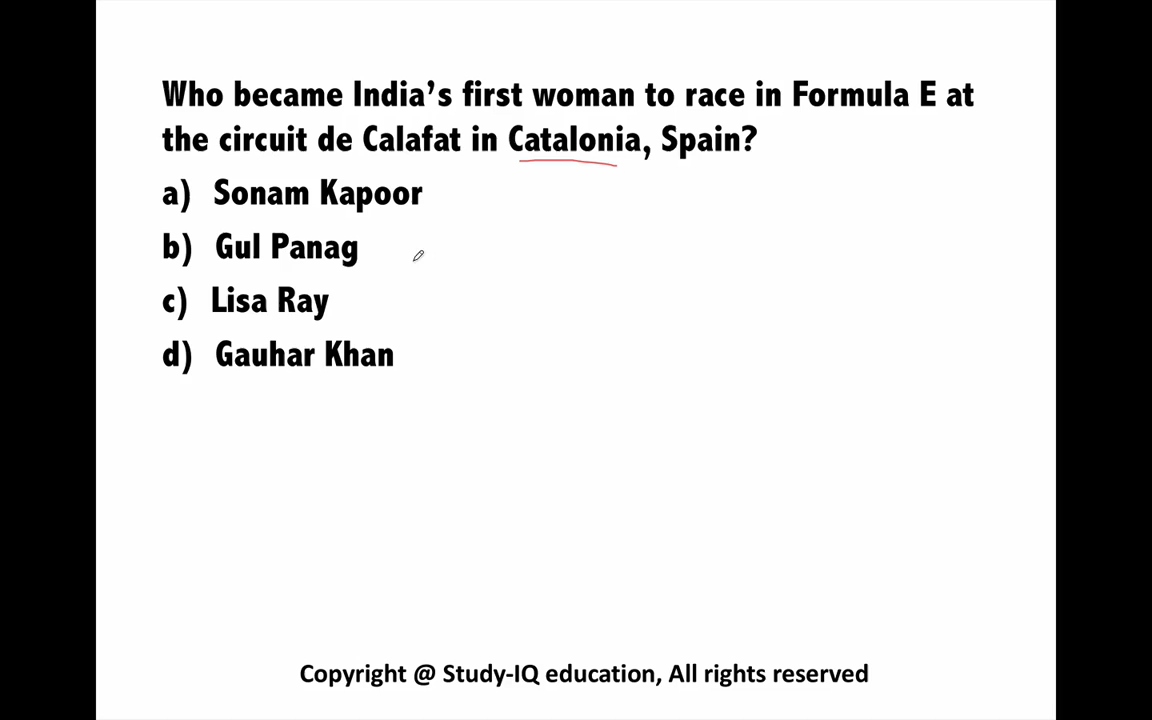 Who became India's first woman to race in Formula E at
the circuit de Calafat in Catalonia, Spain?
a) Sonam Kapoor
b) Gul Panag
c) Lisa Ray
d) Gauhar Khan
Copyright @ Study-IQ education, All rights reserved